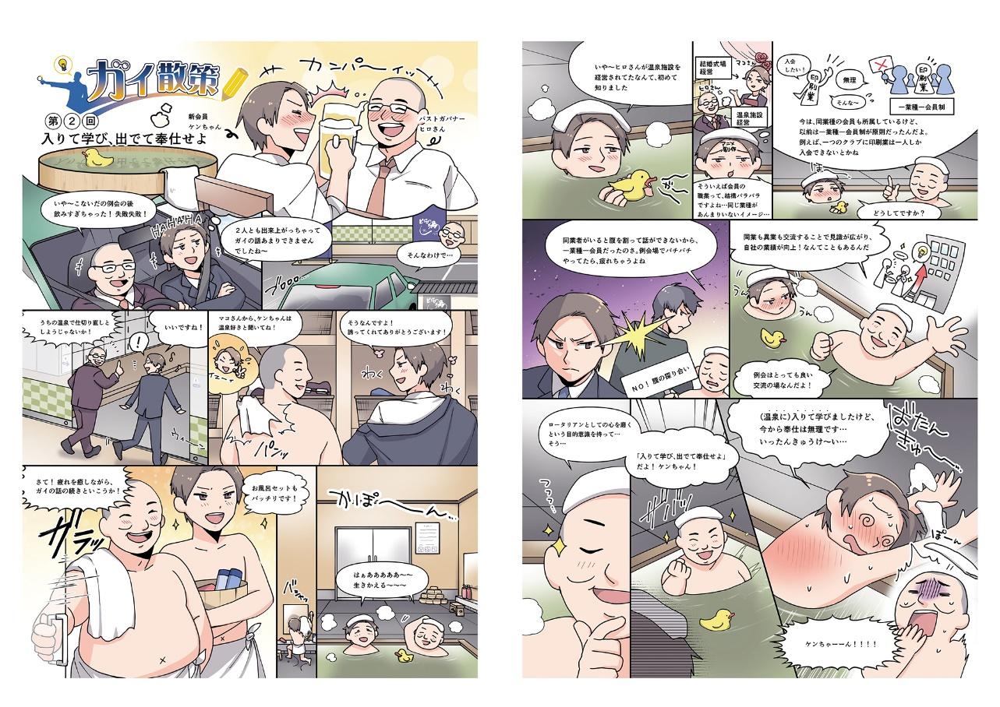 ガイ散策
第2回
入りて学び、出でて奉仕せよ
カンパーイッ
新会員
ケンちゃん
パストガバナー
ヒロさん
いや〜こないだの例会の後
飲みすぎちゃった! 失敗失敗!
HAHAHA
2人とも出来上がっちゃって
ガイの話あまりできません
でしたね〜
そんなわけで…
ブロロ…
うちの温泉で仕切り直しと
しようじゃないか!
いいですね!
!
ウィーン
マコさんから、ケンちゃんは
温泉好きと聞いてね!
イエーイ
パンッ
そうなんですよ!
誘ってくれてありがとうございます!
わく
わく
さて! 疲れを癒しながら、
ガイの話の続きといこうか!
ガラッ
お風呂セットも
バッチリです!
かぽーん…
はぁあああああ〜〜
生きかえる〜〜〜
いや〜ヒロさんが温泉施設を
経営されてたなんて、初めて
知りました
結婚式場
経営
マコさん
ヒロさん
温泉施設
経営
アニメ
制作
そういえば会員の
職業って、結構バラバラ
ですよね…同じ業種が
あんまりいないイメージ…
入会
したい!
印刷業
無理
そんな〜
印刷業
一業種一会員制
今は、同業種の会員も所属しているけど、
以前は一業種一会員制が原則だったんだよ。
例えば、一つのクラブに印刷業は一人しか
入会できないとかね
ほー
どうしてですか?
同業者がいると腹を割って話ができないから、
一業種一会員だったのさ。例会場でバチバチ
やってたら、疲れちゃうよね
NO! 腹の探り合い
同業も異業も交流することで見識が広がり、
自社の業績が向上!なんてこともあるんだ
うん
うん
例会はとっても良い
交流の場なんだよ!
ロータリアンとしての心を磨く
という目的意識を持って…
そう…
「入りて学び、出でて奉仕せよ」
だよ! ケンちゃん!
ザバッ
(温泉に)入りて学びましたけど、
今から奉仕は無理です…
いったんきゅうけ〜い…
ばたん
きゅ〜…
ぽーん
ケンちゃーーん!!!!